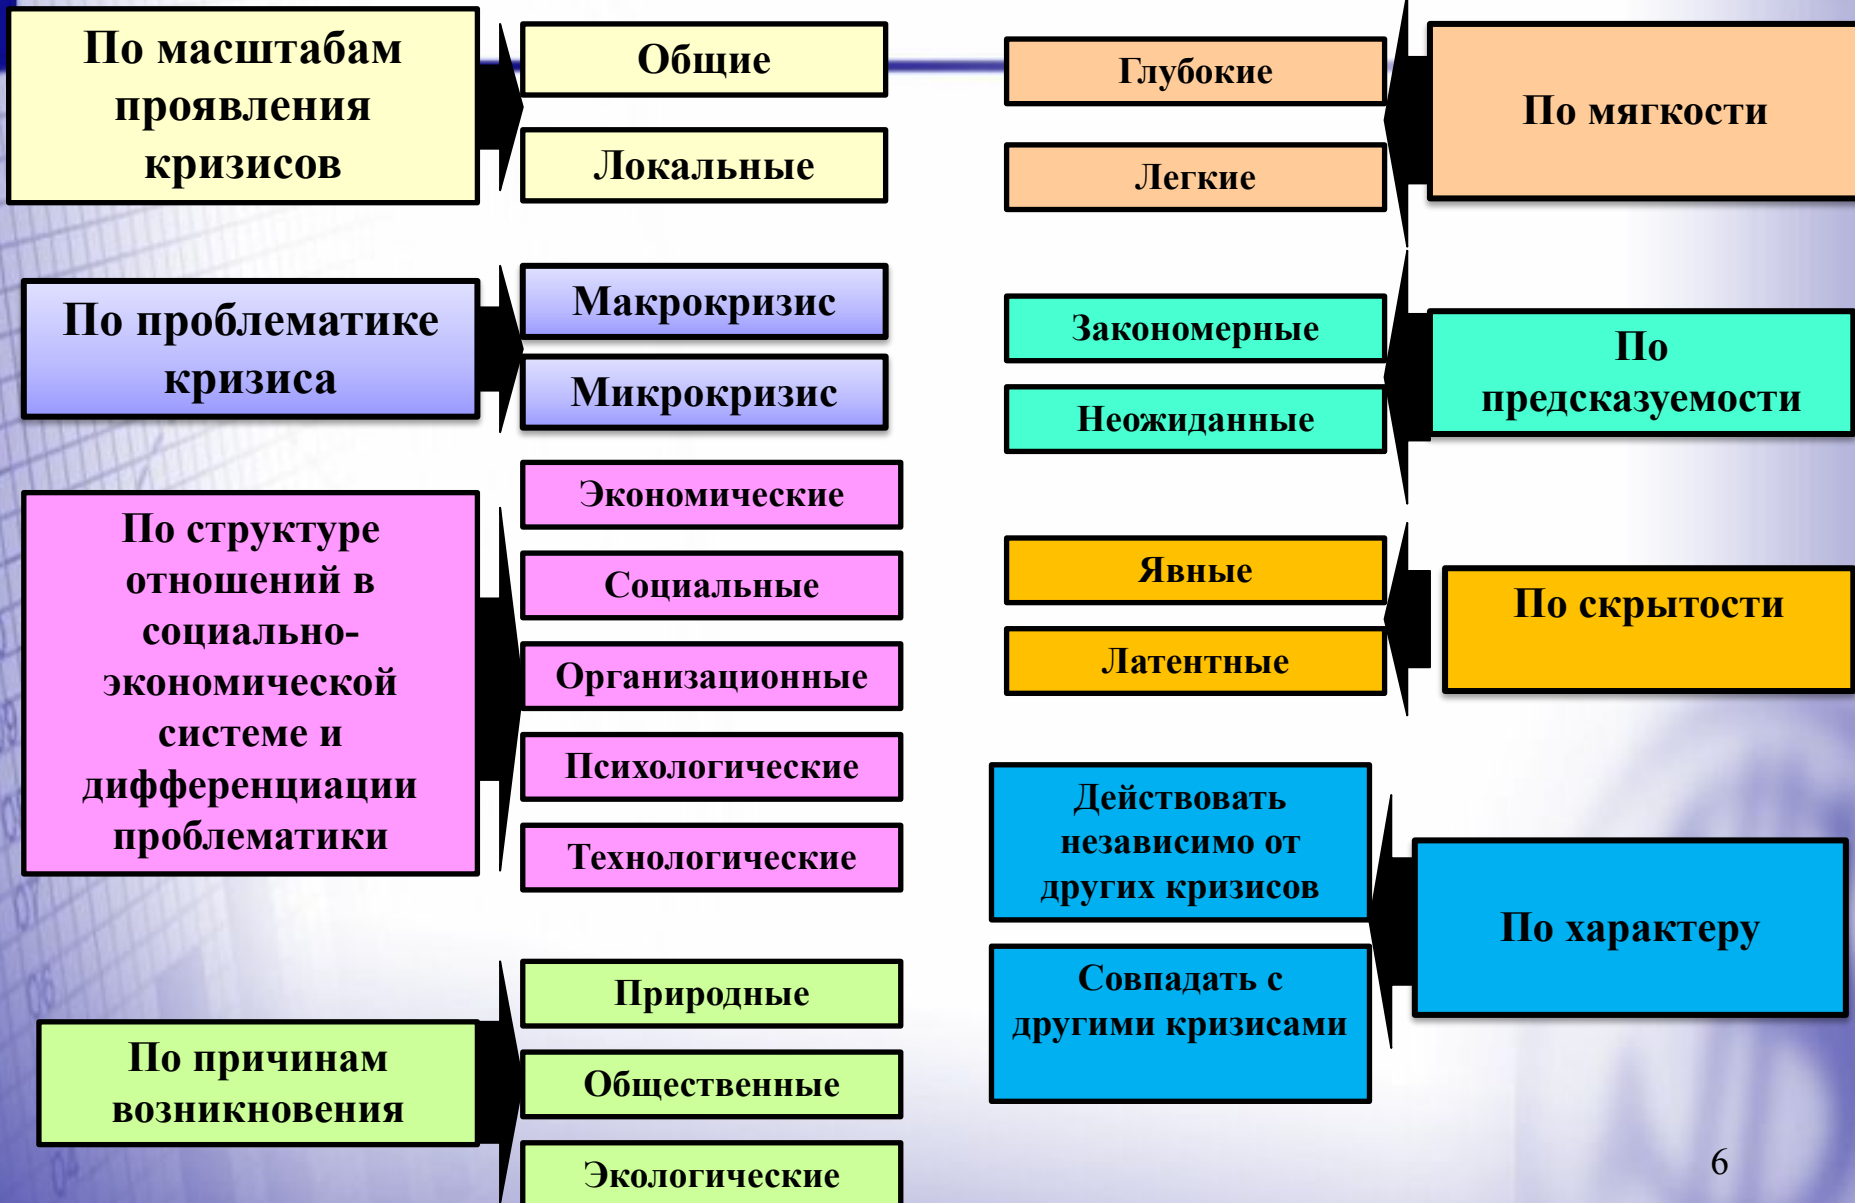 По масштабам
проявления
кризисов
Общие
Локальные
По проблематике
кризиса
Макрокризис
Микрокризис
По структуре
отношений в
социально-
экономической
системе и
дифференциации
проблематики
Экономические
Социальные
Организационные
Психологические
Технологические
По причинам
возникновения
Природные
Общественные
Экологические
Глубокие
Легкие
По мягкости
Закономерные
Неожиданные
По
предсказуемости
Явные
Латентные
По скрытости
Действовать
независимо от
других кризисов
Совпадать с
другими кризисами
По характеру
6